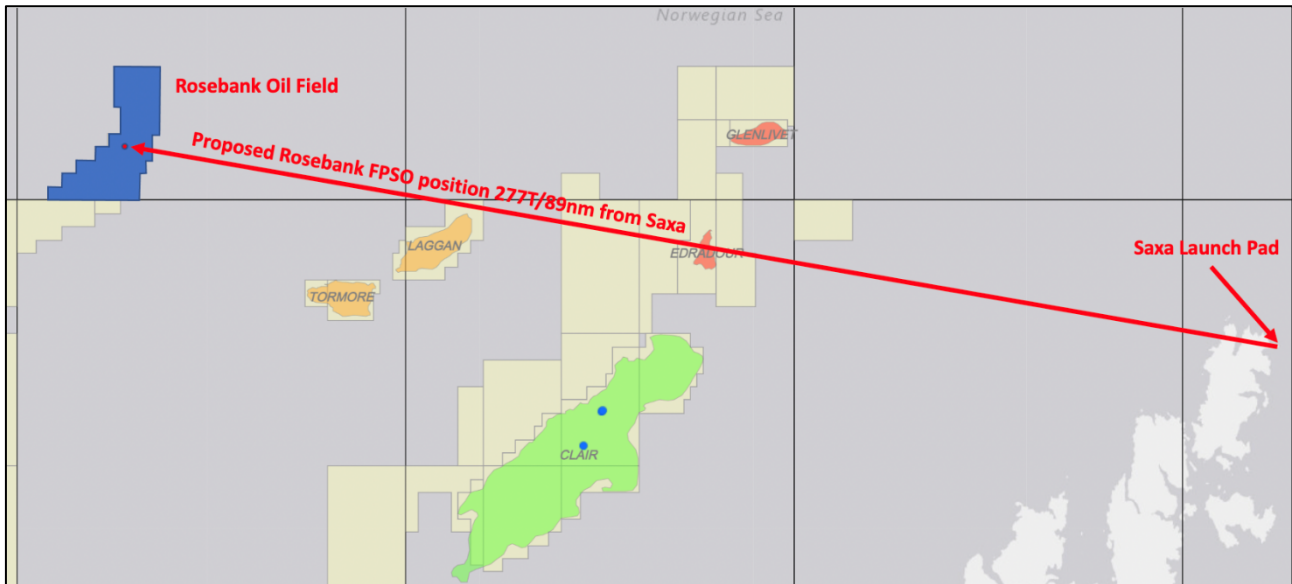 Norwegian Sea
Rosebank Oil Field
GLENLIVET
Proposed Rosebank FPSO position 277T/89nm from Saxa
LAGGAN
EDRADOUR
Saxa Launch Pad
TORMORE
CLAIR